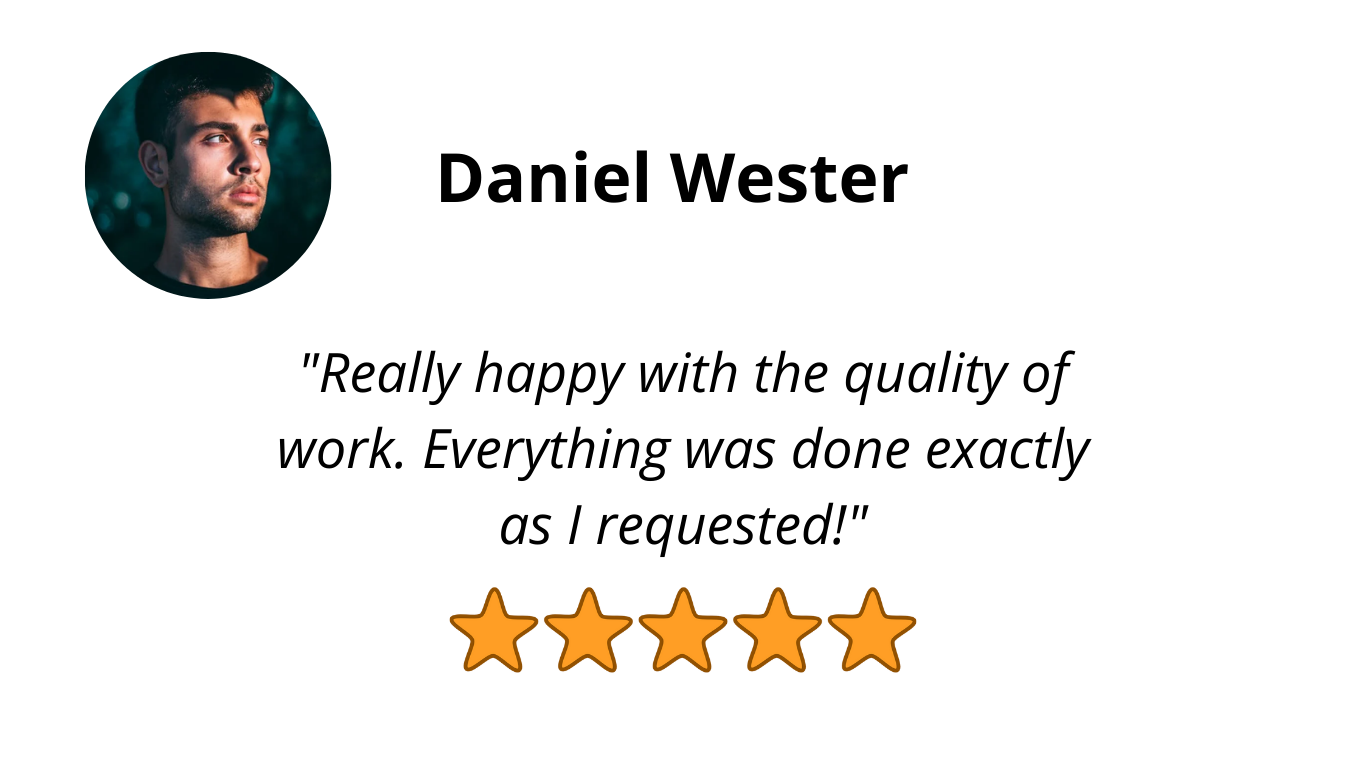 Daniel Wester
"Really happy with the quality of
work. Everything was done exactly
as I requested!"